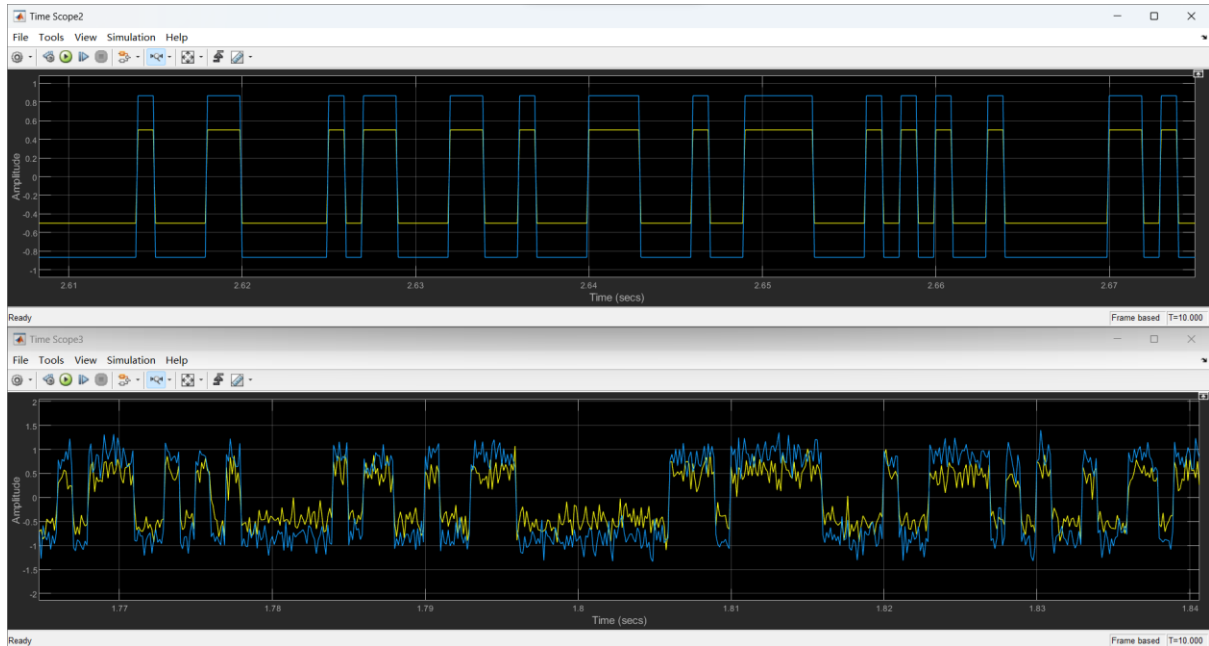 Time Scope2
File Tools View Simulation Help
1
0.8
0.6
0.4
0.2
0
-0.2
-0.4
-0.6
-0.8
-1
Amplitude
2.61 2.62 2.63 2.64 2.65 2.66 2.67
Time (secs)
Ready Frame based T=10.000
Time Scope3
File Tools View Simulation Help
2
1.5
1
0.5
0
-0.5
-1
-1.5
-2
Amplitude
1.77 1.78 1.79 1.8 1.81 1.82 1.83 1.84
Time (secs)
Ready Frame based T=10.000